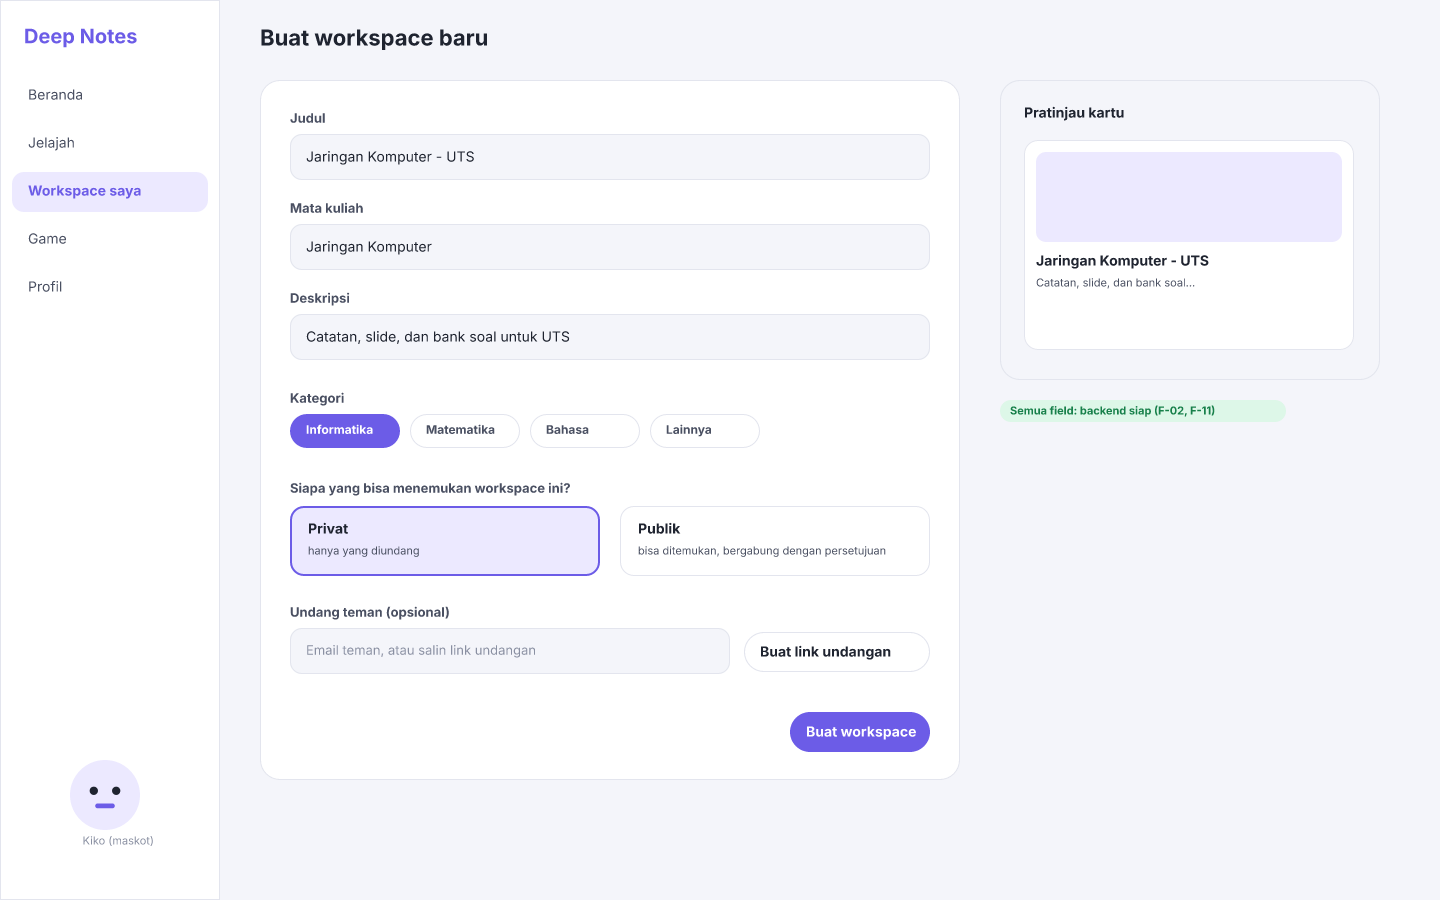 Deep Notes
Beranda
Jelajah
Workspace saya
Game
Profil
Kiko (maskot)
Buat workspace baru
Judul
Jaringan Komputer - UTS
Mata kuliah
Jaringan Komputer
Deskripsi
Catatan, slide, dan bank soal untuk UTS
Kategori
Informatika
Matematika
Bahasa
Lainnya
Siapa yang bisa menemukan workspace ini?
Privat
hanya yang diundang
Publik
bisa ditemukan, bergabung dengan persetujuan
Undang teman (opsional)
Email teman, atau salin link undangan
Buat link undangan
Buat workspace
Pratinjau kartu
Jaringan Komputer - UTS
Catatan, slide, dan bank soal...
Semua field: backend siap (F-02, F-11)